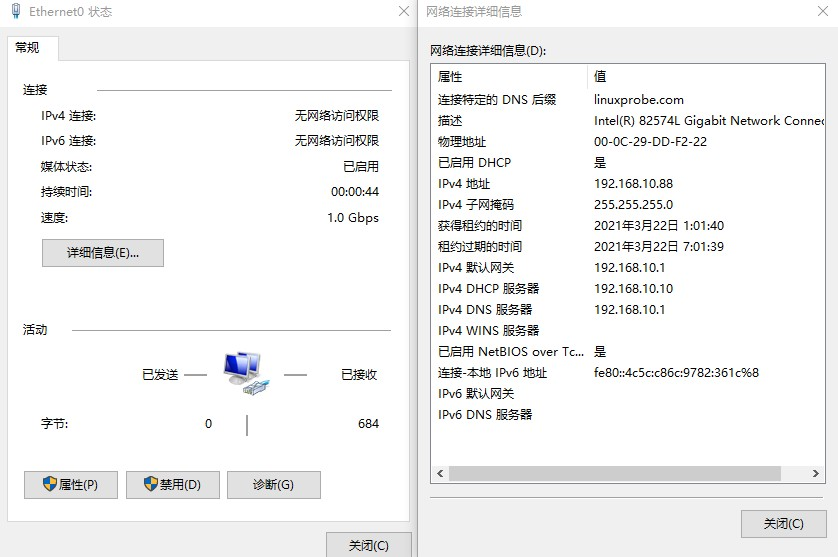 Ethernet0 状态
常规
连接
IPv4 连接: 无网络访问权限
IPv6 连接: 无网络访问权限
媒体状态: 已启用
持续时间: 00:00:44
速度: 1.0 Gbps
详细信息(E)...
活动
已发送 已接收
字节: 0 684
属性(P) 禁用(D) 诊断(G)
关闭(C)
网络连接详细信息
网络连接详细信息(D):
属性 值
连接特定的 DNS 后缀 linuxprobe.com
描述 Intel(R) 82574L Gigabit Network Connec
物理地址 00-0C-29-DD-F2-22
已启用 DHCP 是
IPv4 地址 192.168.10.88
IPv4 子网掩码 255.255.255.0
获得租约的时间 2021年3月22日 1:01:40
租约过期的时间 2021年3月22日 7:01:39
IPv4 默认网关 192.168.10.1
IPv4 DHCP 服务器 192.168.10.10
IPv4 DNS 服务器 192.168.10.1
IPv4 WINS 服务器
已启用 NetBIOS over Tc... 是
连接-本地 IPv6 地址 fe80::4c5c:c86c:9782:361c%8
IPv6 默认网关
IPv6 DNS 服务器
关闭(C)